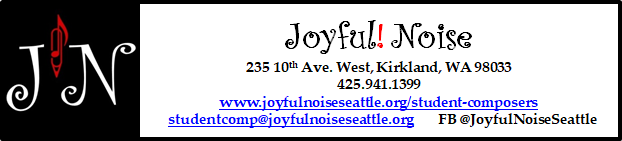 J N
Joyful! Noise
235 10th Ave. West, Kirkland, WA 98033
425.941.1399
www.joyfulnoiseseattle.org/student-composers
studentcomp@joyfulnoiseseattle.org FB @JoyfulNoiseSeattle